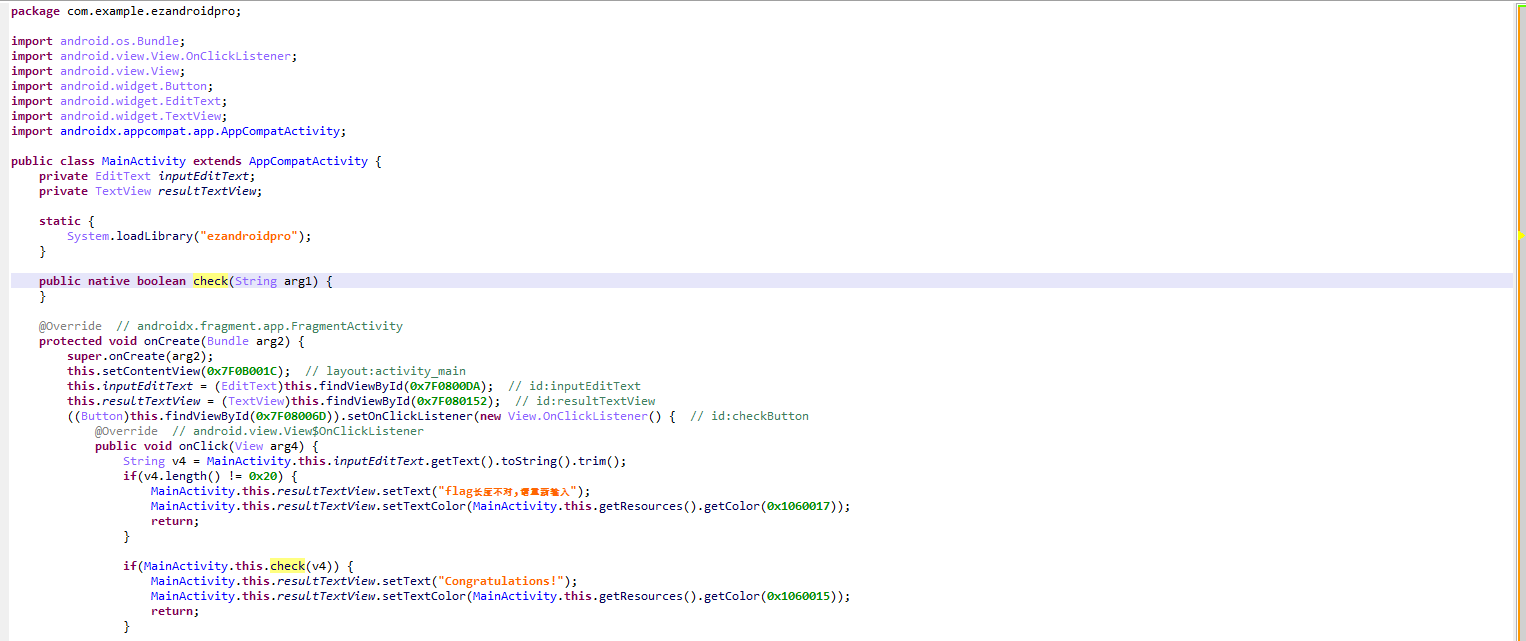 package com.example.ezandroidpro;
import android.os.Bundle;
import android.view.View.OnClickListener;
import android.view.View;
import android.widget.Button;
import android.widget.EditText;
import android.widget.TextView;
import androidx.appcompat.app.AppCompatActivity;
public class MainActivity extends AppCompatActivity {
    private EditText inputEditText;
    private TextView resultTextView;
    static {
        System.loadLibrary("ezandroidpro");
    }
    public native boolean check(String arg1) {
    }
    @Override  // androidx.fragment.app.FragmentActivity
    protected void onCreate(Bundle arg2) {
        super.onCreate(arg2);
        this.setContentView(0x7F0B001C);  // layout:activity_main
        this.inputEditText = (EditText)this.findViewById(0x7F0800DA);  // id:inputEditText
        this.resultTextView = (TextView)this.findViewById(0x7F080152);  // id:resultTextView
        ((Button)this.findViewById(0x7F08006D)).setOnClickListener(new View.OnClickListener() {  // id:checkButton
            @Override  // android.view.View$OnClickListener
            public void onClick(View arg4) {
                String v4 = MainActivity.this.inputEditText.getText().toString().trim();
                if(v4.length() != 0x20) {
                    MainActivity.this.resultTextView.setText("flag长度不对,请重新输入");
                    MainActivity.this.resultTextView.setTextColor(MainActivity.this.getResources().getColor(0x1060017));
                    return;
                }
                if(MainActivity.this.check(v4)) {
                    MainActivity.this.resultTextView.setText("Congratulations!");
                    MainActivity.this.resultTextView.setTextColor(MainActivity.this.getResources().getColor(0x1060015));
                    return;
                }